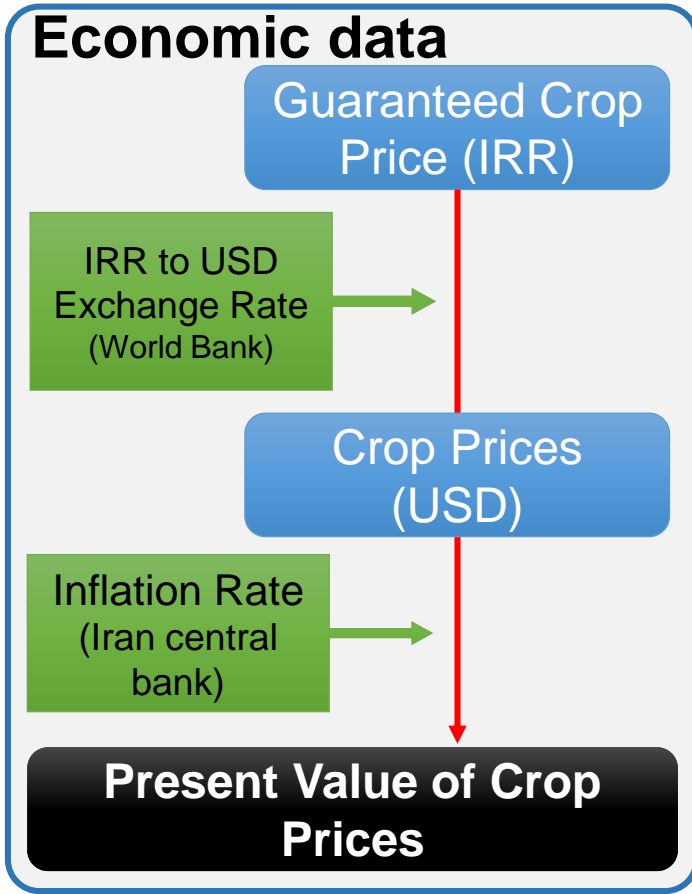 Economic data
Guaranteed Crop
Price (IRR)
IRR to USD
Exchange Rate
(World Bank)
Crop Prices
(USD)
Inflation Rate
(Iran central
bank)
Present Value of Crop
Prices